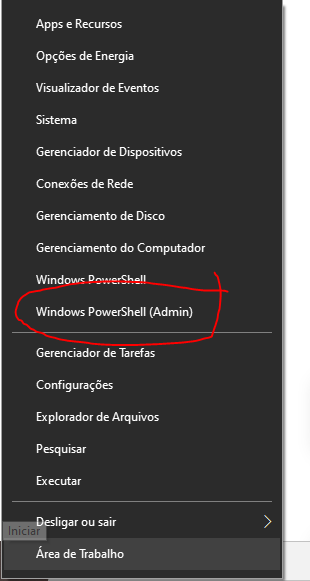 Apps e Recursos
Opções de Energia
Visualizador de Eventos
Sistema
Gerenciador de Dispositivos
Conexões de Rede
Gerenciamento de Disco
Gerenciamento do Computador
Windows PowerShell
Windows PowerShell (Admin)
Gerenciador de Tarefas
Configurações
Explorador de Arquivos
Pesquisar
Executar
Desligar ou sair
Iniciar
Área de Trabalho